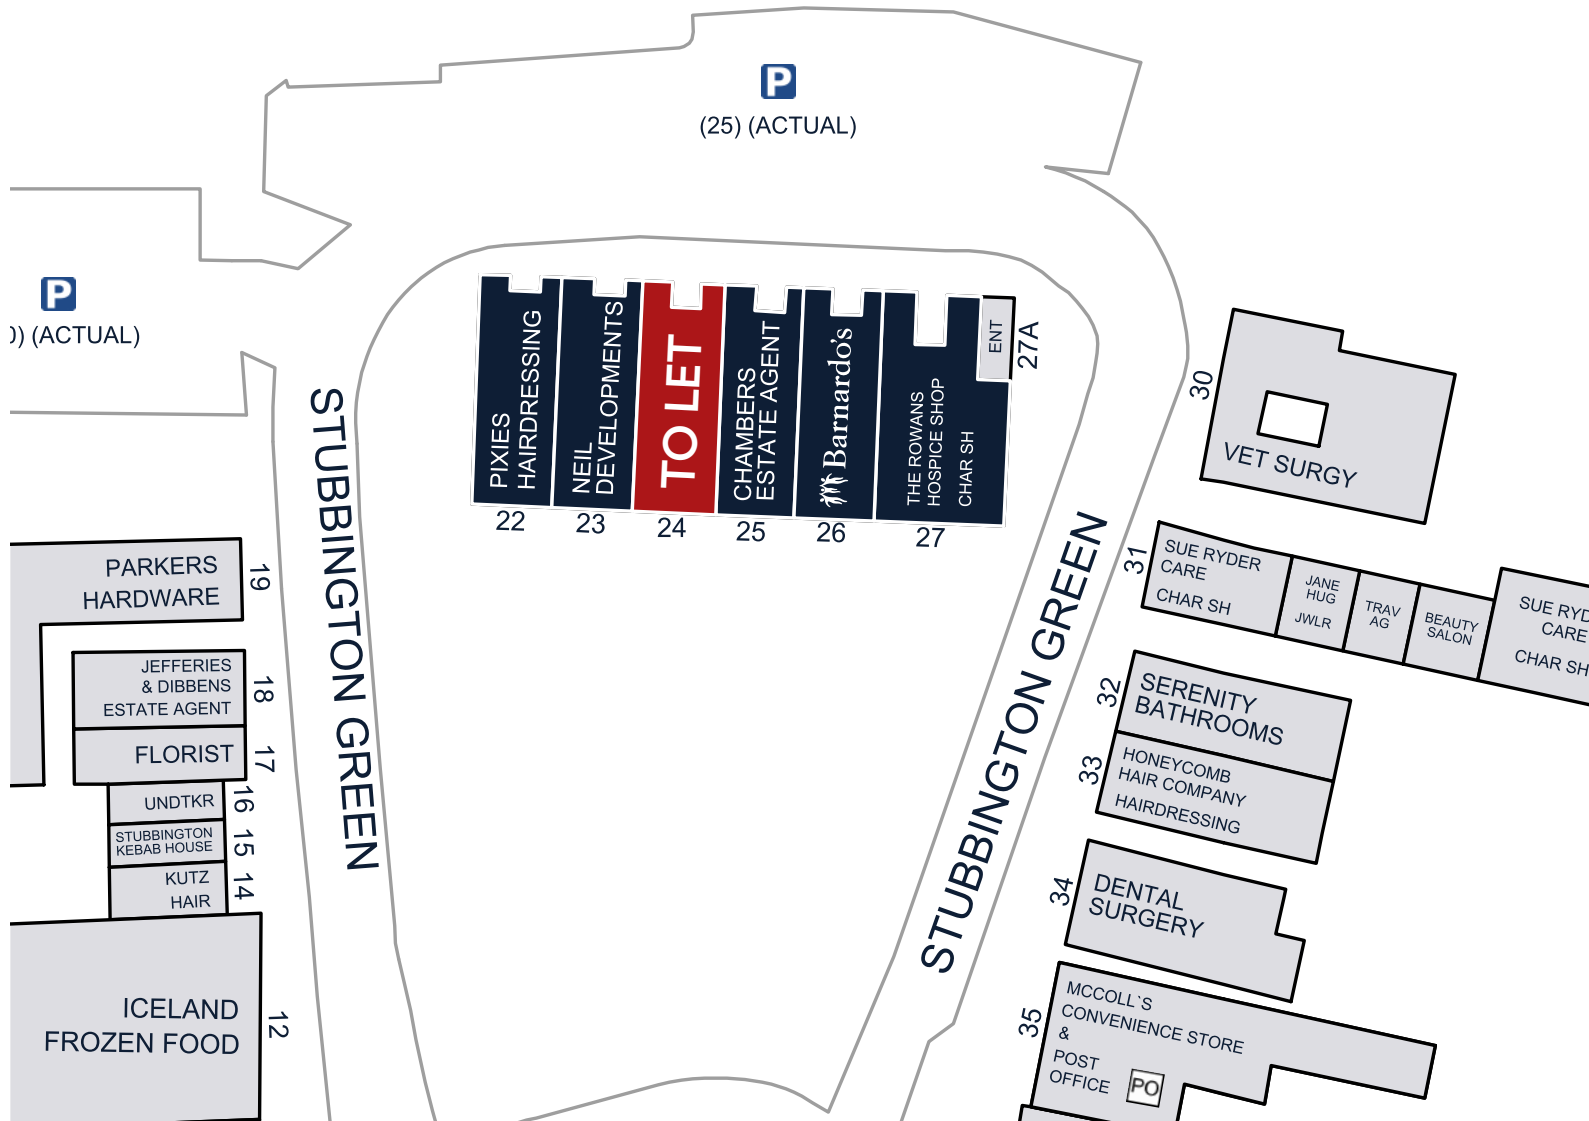 P
(25) (ACTUAL)
P
0) (ACTUAL)
STUBBINGTON GREEN
PIXIES
HAIRDRESSING
22
NEIL
DEVELOPMENTS
23
TO LET
24
CHAMBERS
ESTATE AGENT
25
Barnardo's
26
THE ROWANS
HOSPICE SHOP
CHAR SH
27
ENT
27A
STUBBINGTON GREEN
PARKERS
HARDWARE
19
JEFFERIES
& DIBBENS
ESTATE AGENT
18
FLORIST
17
UNDTKR
16
STUBBINGTON
KEBAB HOUSE
15
KUTZ
HAIR
14
ICELAND
FROZEN FOOD
12
30
VET SURGY
31
SUE RYDER
CARE
CHAR SH
JANE
HUG
JWLR
TRAV
AG
BEAUTY
SALON
SUE RYD
CARE
CHAR SH
32
SERENITY
BATHROOMS
33
HONEYCOMB
HAIR COMPANY
HAIRDRESSING
34
DENTAL
SURGERY
35
MCCOLL`S
CONVENIENCE STORE
&
POST
OFFICE
PO